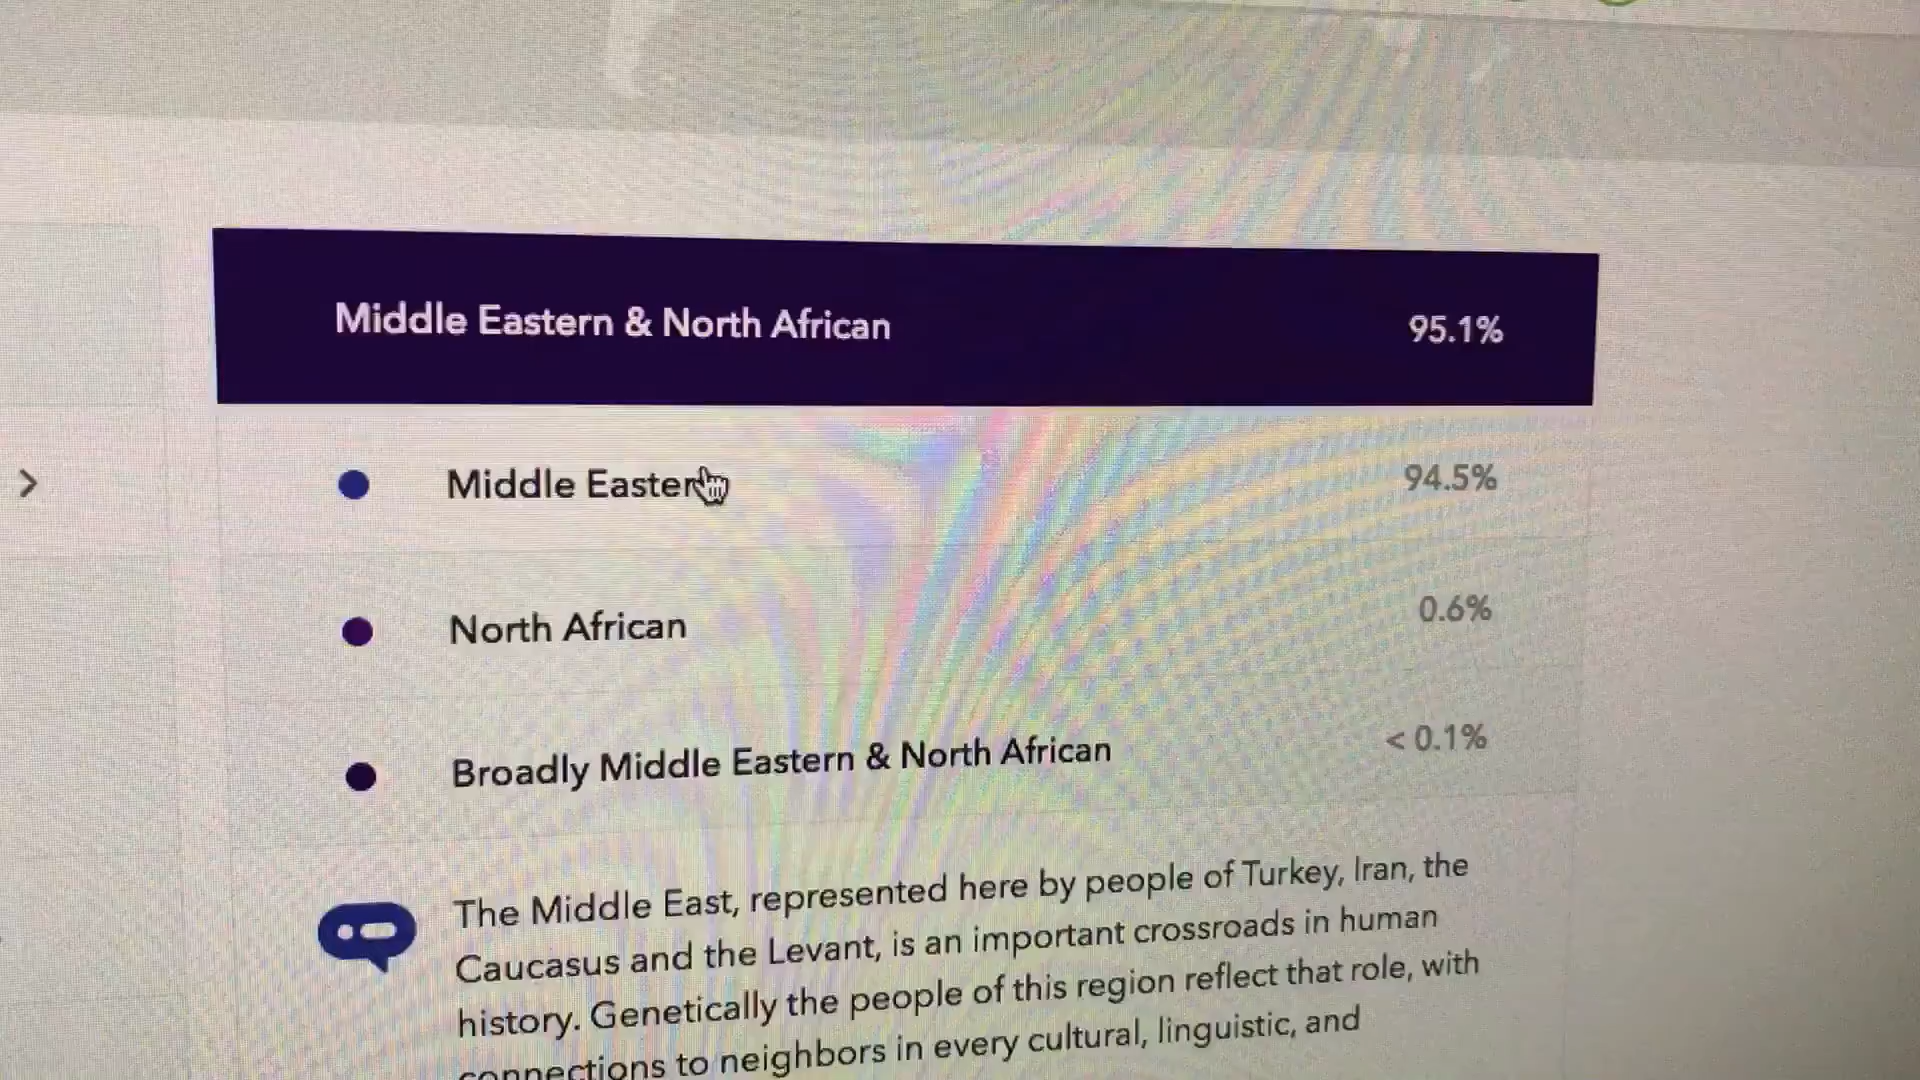 Middle Eastern & North African 95.1%
Middle Eastern 94.5%
North African 0.6%
Broadly Middle Eastern & North African < 0.1%
The Middle East, represented here by people of Turkey, Iran, the
Caucasus and the Levant, is an important crossroads in human
history. Genetically the people of this region reflect that role, with
connections to neighbors in every cultural, linguistic, and